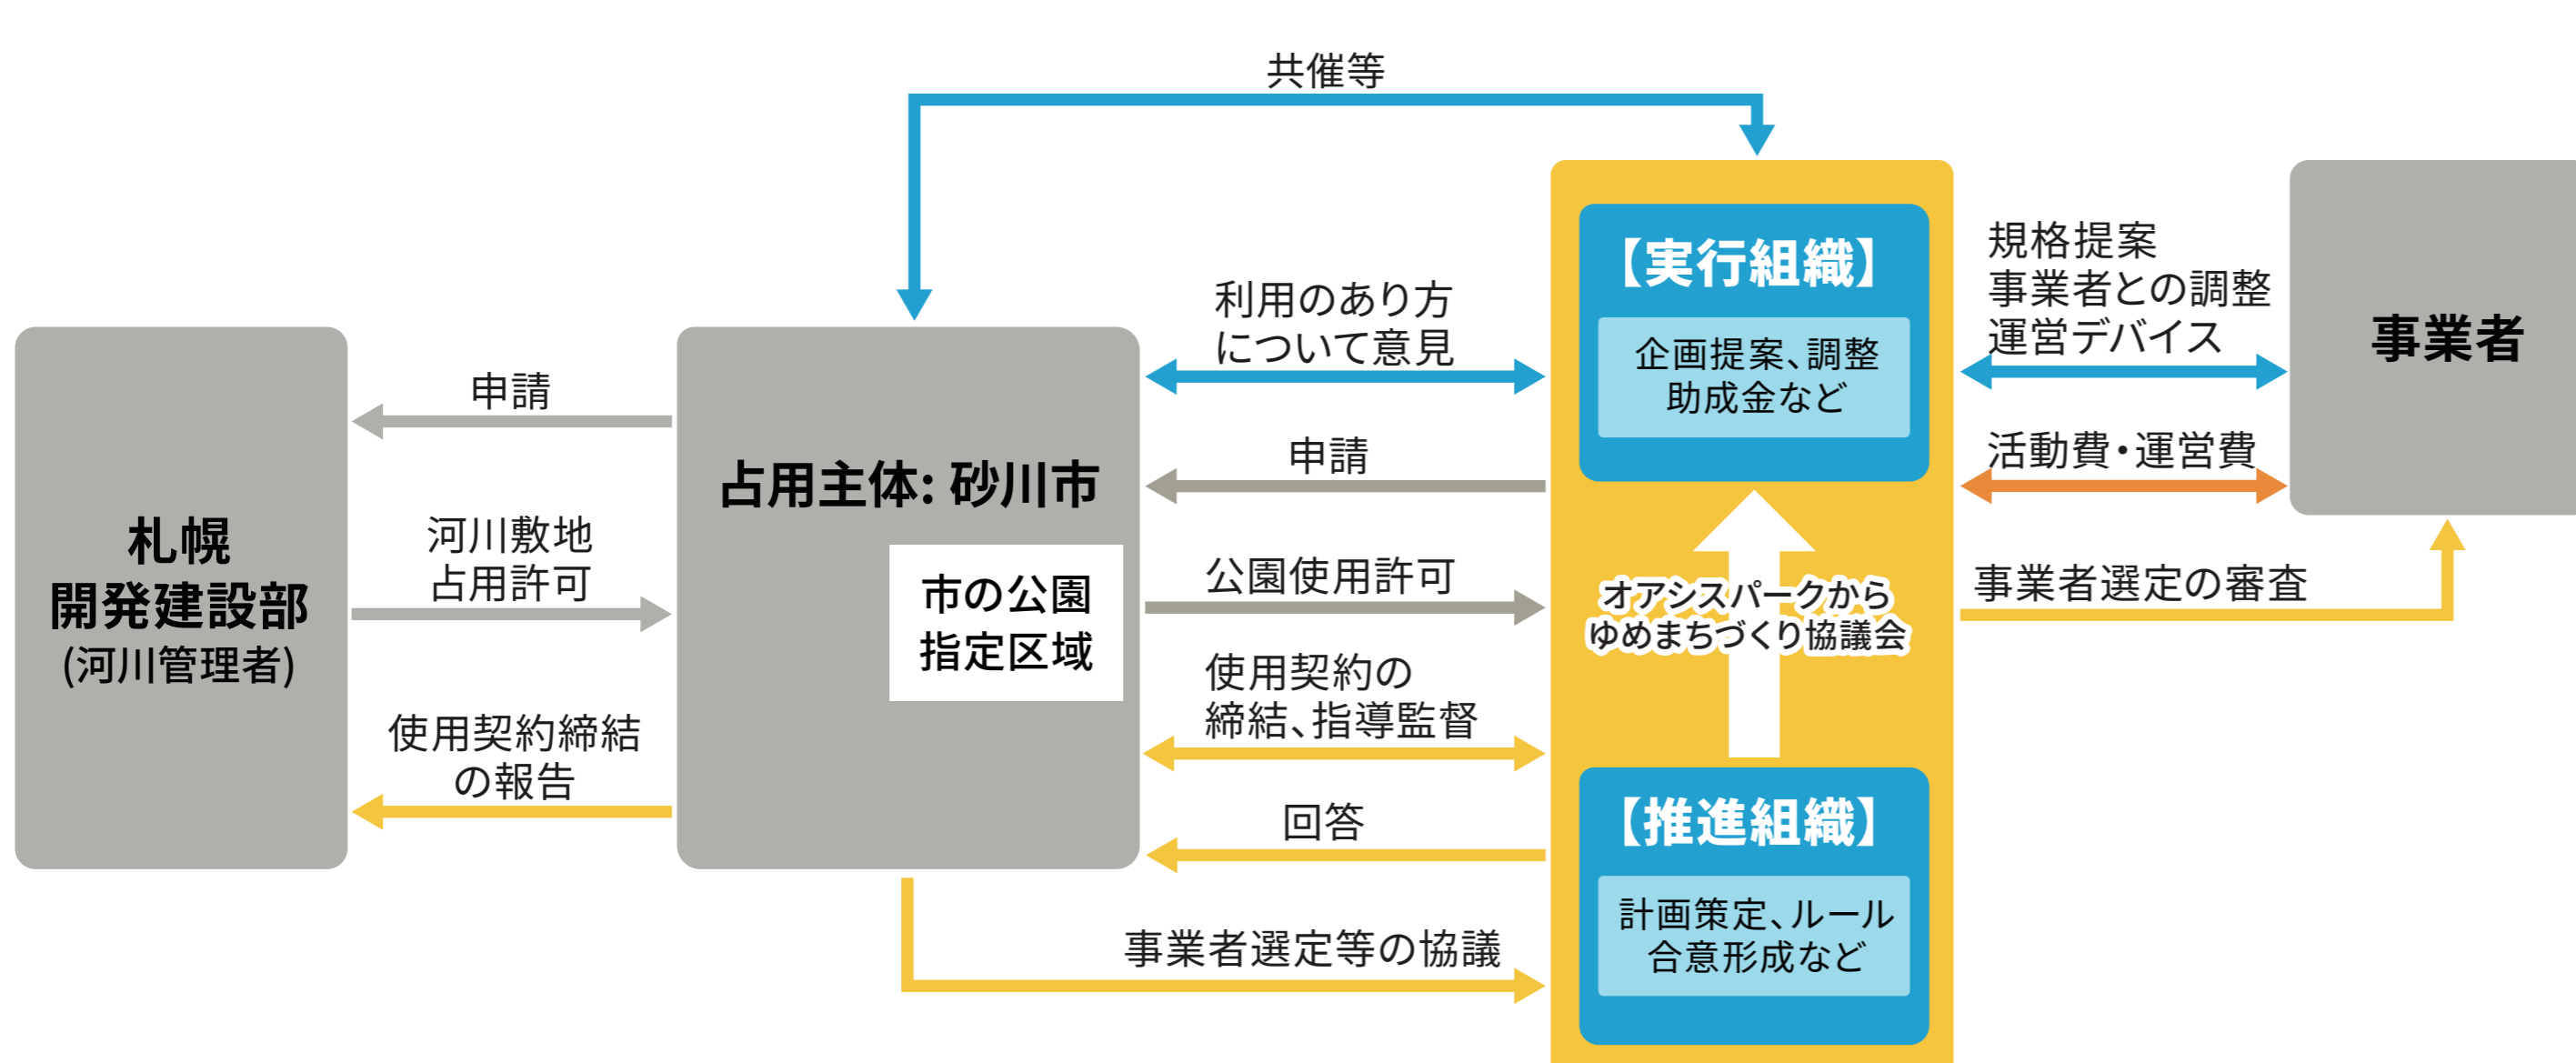 共催等
札幌
開発建設部
(河川管理者)
申請
河川敷地
占用許可
使用契約締結
の報告
占用主体: 砂川市
市の公園
指定区域
利用のあり方
について意見
申請
公園使用許可
使用契約の
締結、指導監督
回答
事業者選定等の協議
【実行組織】
企画提案、調整
助成金など
オアシスパークから
ゆめまちづくり協議会
【推進組織】
計画策定、ルール
合意形成など
規格提案
事業者との調整
運営デバイス
活動費・運営費
事業者選定の審査
事業者